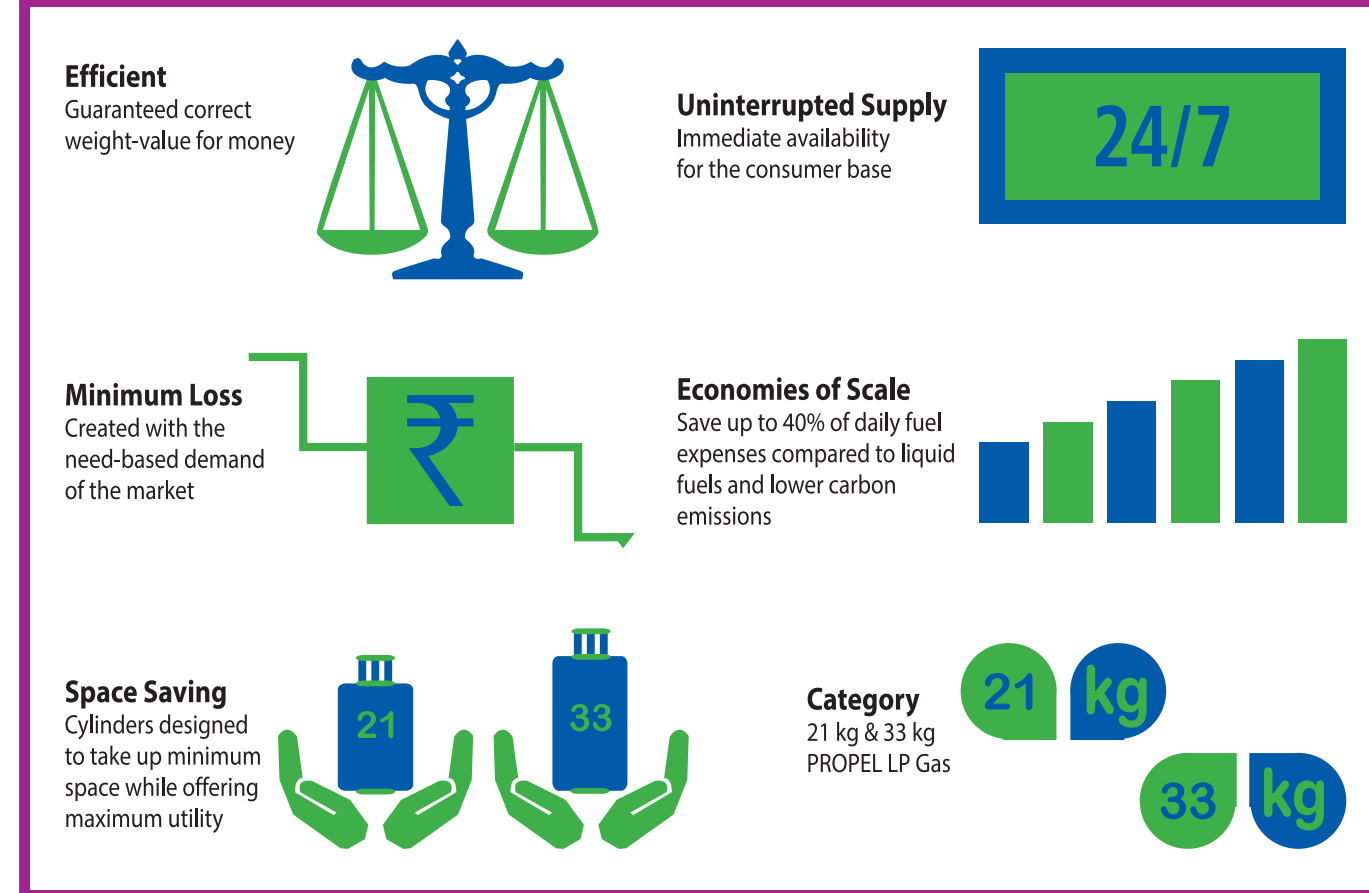 Efficient
Guaranteed correct
weight-value for money
Uninterrupted Supply
Immediate availability
for the consumer base
24/7
Minimum Loss
Created with the
need-based demand
of the market
₹
Economies of Scale
Save up to 40% of daily fuel
expenses compared to liquid
fuels and lower carbon
emissions
Space Saving
Cylinders designed
to take up minimum
space while offering
maximum utility
21
33
Category
21 kg & 33 kg
PROPEL LP Gas
21 kg
33 kg